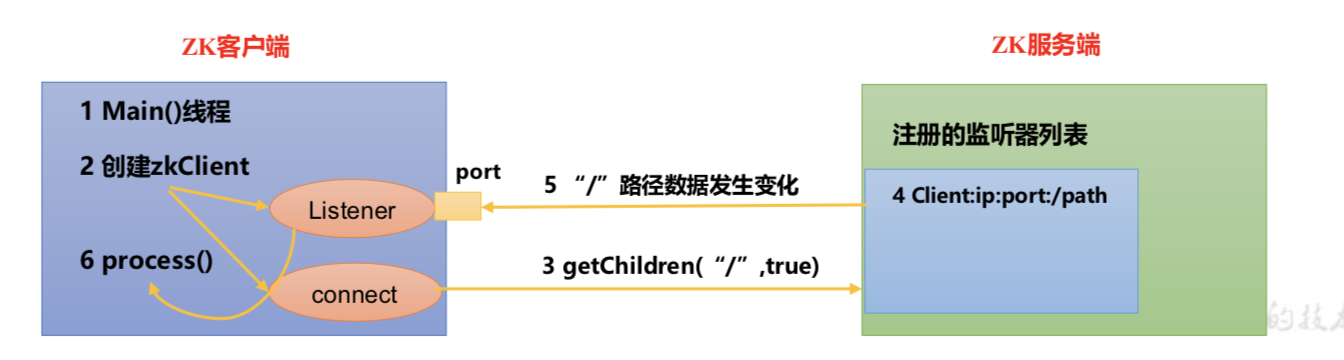 ZK客户端
ZK服务端
1 Main()线程
2 创建zkClient
Listener
port
6 process()
connect
5 “/”路径数据发生变化
3 getChildren(“/”,true)
注册的监听器列表
4 Client:ip:port:/path
的技